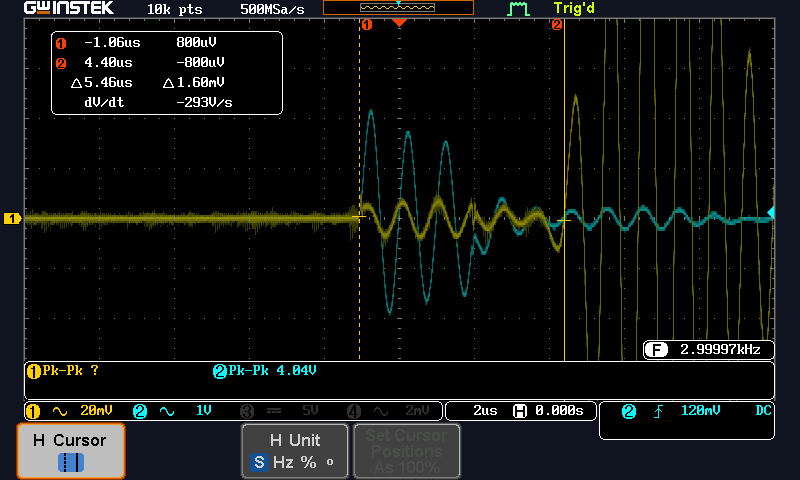 GWINSTEK 10k pts 500MSa/s Trig'd
1 2
1 -1.06us 800uV
2 4.40us -800uV
△5.46us △1.60mV
dV/dt -293V/s
1
F 2.99997kHz
1 Pk-Pk ? 2 Pk-Pk 4.04V
1 ~ 20mV 2 ~ 1V 3 5V 4 ~ 2mV 2us H 0.000s 2 120mV DC
H Cursor H Unit Set Cursor
S Hz % ° Positions
As 100%